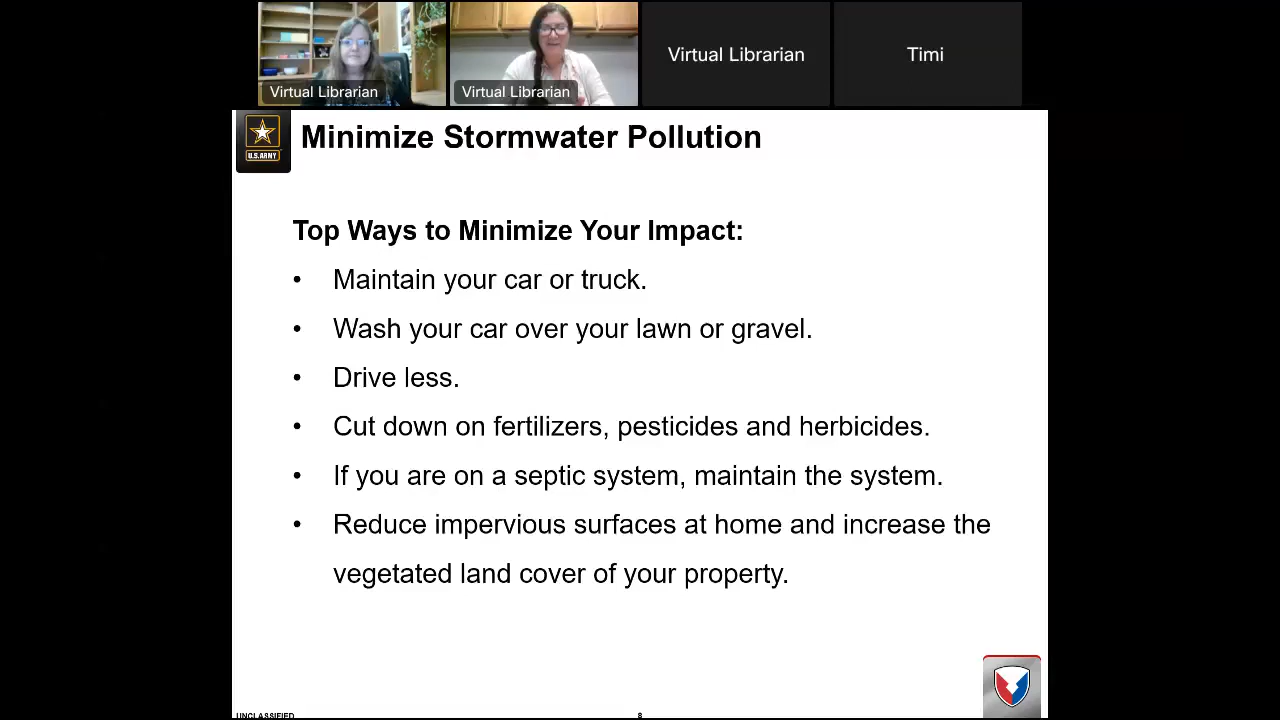 Virtual Librarian
Virtual Librarian
Virtual Librarian
Timi
U.S.ARMY
Minimize Stormwater Pollution
Top Ways to Minimize Your Impact:
• Maintain your car or truck.
• Wash your car over your lawn or gravel.
• Drive less.
• Cut down on fertilizers, pesticides and herbicides.
• If you are on a septic system, maintain the system.
• Reduce impervious surfaces at home and increase the
vegetated land cover of your property.
UNCLASSIFIED
8